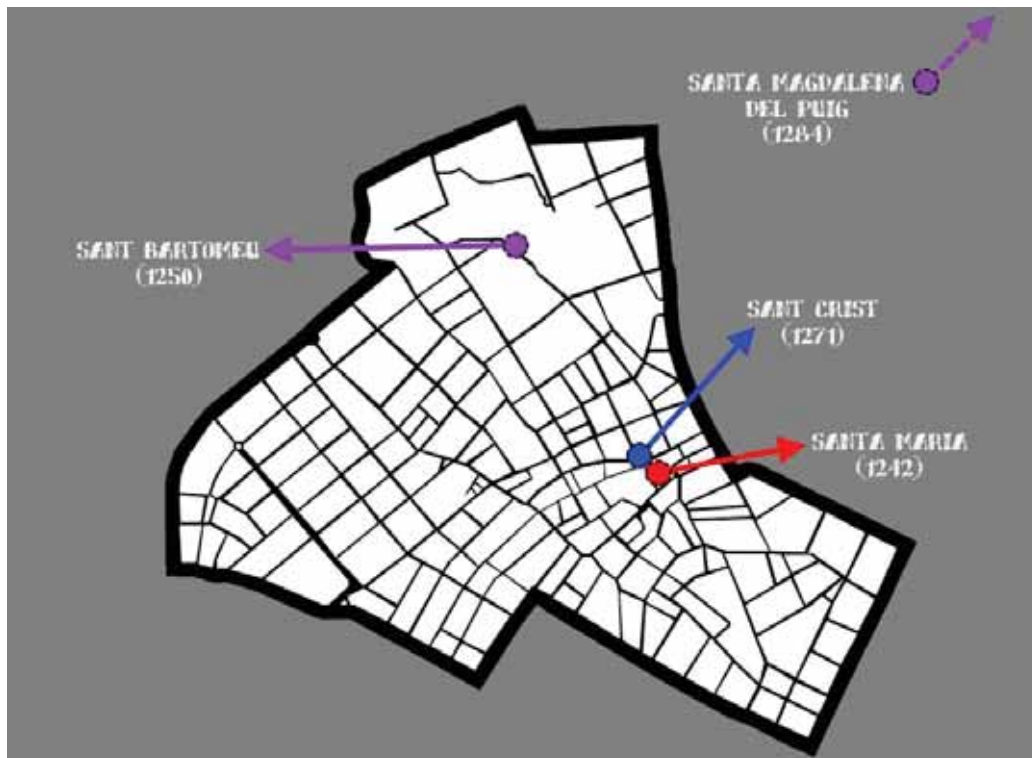 SANTA MAGDALENA
DEL PUIG
(1284)
SANT BARTOMEU
(1250)
SANT CRIST
(1271)
SANTA MARIA
(1242)